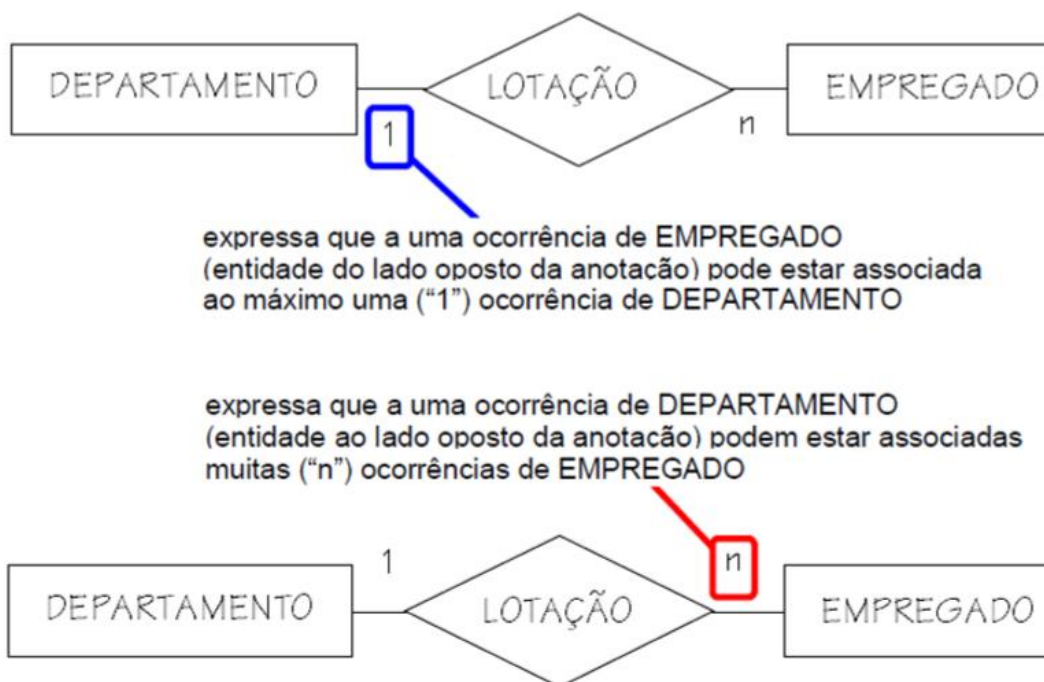 DEPARTAMENTO LOTAÇÃO EMPREGADO
1 n
expressa que a uma ocorrência de EMPREGADO
(entidade do lado oposto da anotação) pode estar associada
ao máximo uma (“1”) ocorrência de DEPARTAMENTO
expressa que a uma ocorrência de DEPARTAMENTO
(entidade ao lado oposto da anotação) podem estar associadas
muitas (“n”) ocorrências de EMPREGADO
1 n
DEPARTAMENTO LOTAÇÃO EMPREGADO